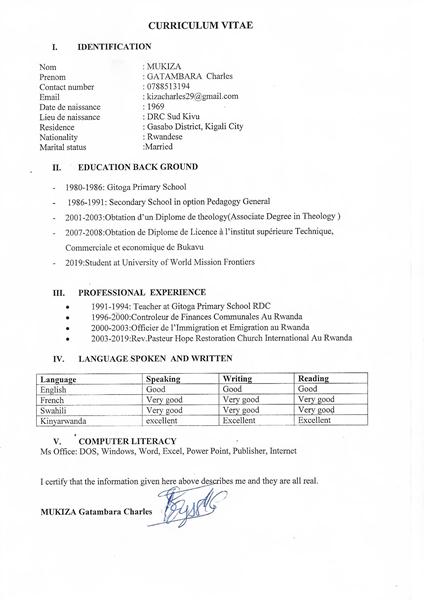 CURRICULUM VITAE
I. IDENTIFICATION
Nom : MUKIZA
Prenom : GATAMBARA Charles
Contact number : 0788513194
Email : kizacharles29@gmail.com
Date de naissance : 1969
Lieu de naissance : DRC Sud Kivu
Residence : Gasabo District, Kigali City
Nationality : Rwandese
Marital status :Married
II. EDUCATION BACK GROUND
- 1980-1986: Gitoga Primary School
- 1986-1991: Secondary School in option Pedagogy General
- 2001-2003:Obtation d'un Diplome de theology(Associate Degree in Theology )
- 2007-2008:Obtation de Diplome de Licence à l'institut supérieure Technique,
Commerciale et economique de Bukavu
- 2019:Student at University of World Mission Frontiers
III. PROFESSIONAL EXPERIENCE
• 1991-1994: Teacher at Gitoga Primary School RDC
• 1996-2000:Controleur de Finances Communales Au Rwanda
• 2000-2003:Officier de l'Immigration et Emigration au Rwanda
• 2003-2019:Rev.Pasteur Hope Restoration Church International Au Rwanda
IV. LANGUAGE SPOKEN AND WRITTEN
Language Speaking Writing Reading
English Good Good Good
French Very good Very good Very good
Swahili Very good Very good Very good
Kinyarwanda excellent Excellent Excellent
V. COMPUTER LITERACY
Ms Office: DOS, Windows, Word, Excel, Power Point, Publisher, Internet
I certify that the information given here above describes me and they are all real.
MUKIZA Gatambara Charles